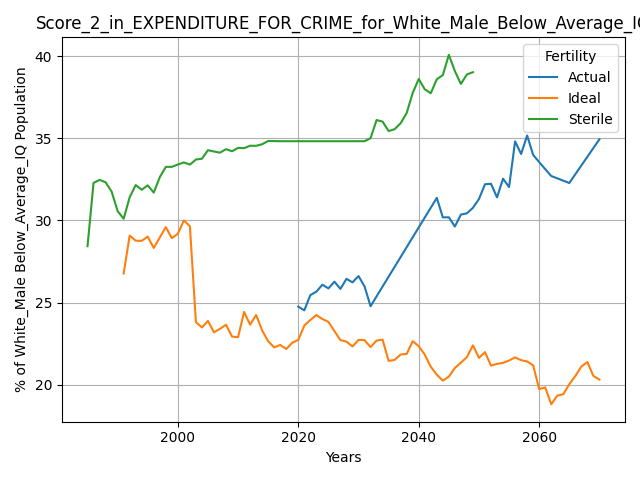 Score_2_in_EXPENDITURE_FOR_CRIME_for_White_Male_Below_Average_IQ
% of White_Male Below_Average_IQ Population
40
35
30
25
20
Fertility
Actual
Ideal
Sterile
2000
2020
2040
2060
Years